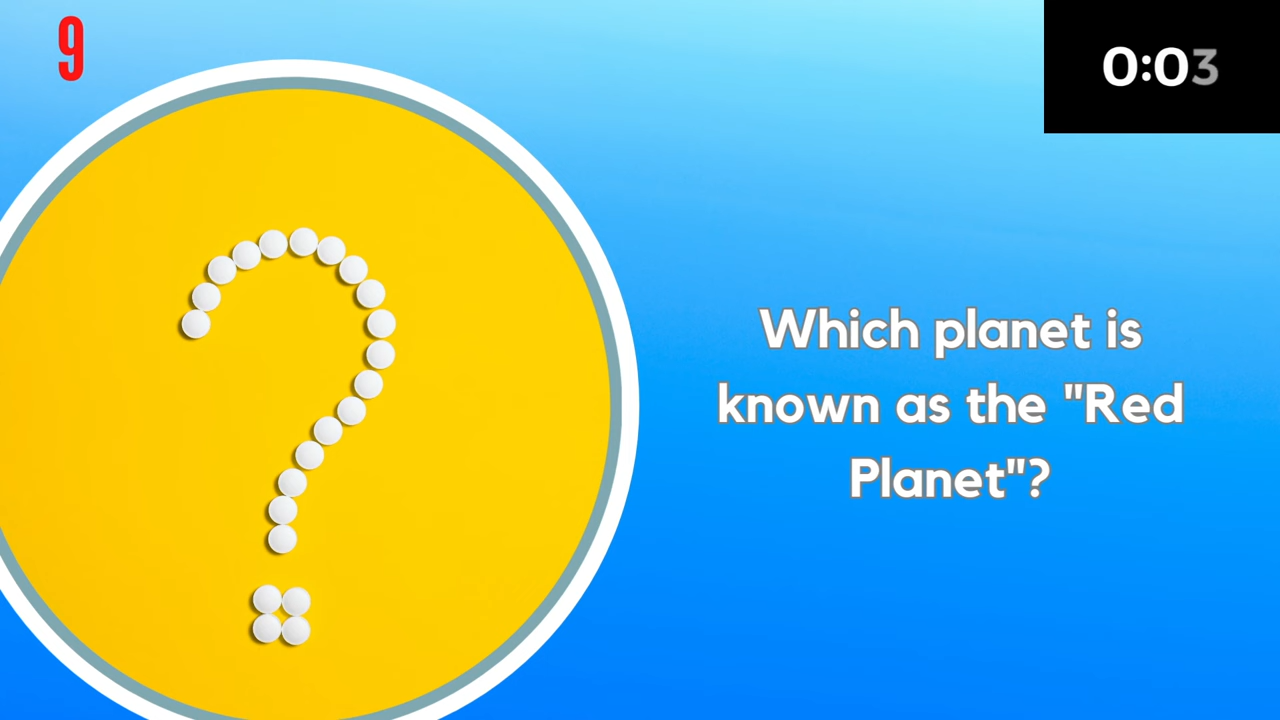 9
0:03
Which planet is
known as the "Red
Planet"?